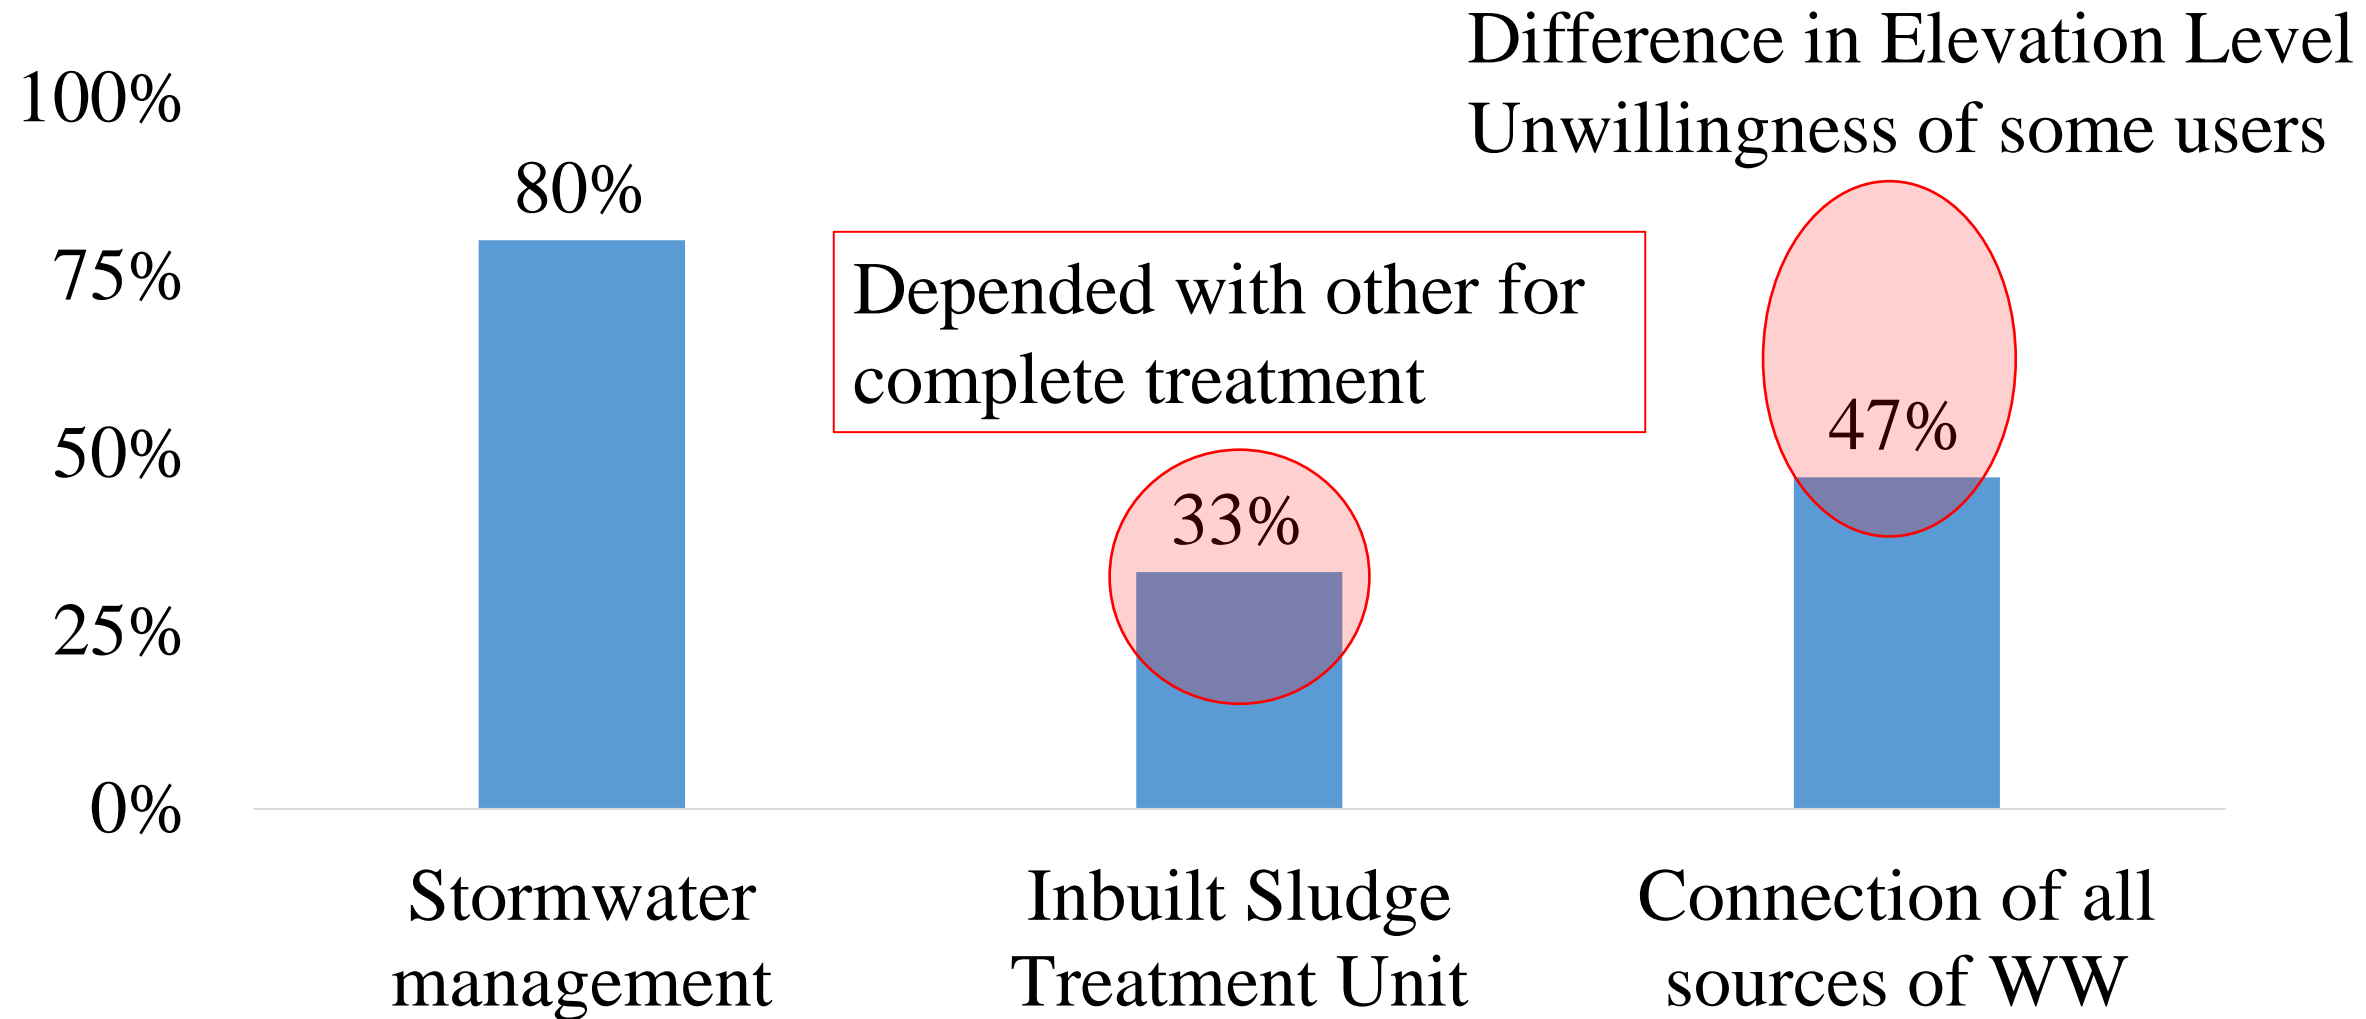 Difference in Elevation Level
Unwillingness of some users
100%
80%
75%
Depended with other for
complete treatment
50%
47%
33%
25%
0%
Stormwater
management
Inbuilt Sludge
Treatment Unit
Connection of all
sources of WW